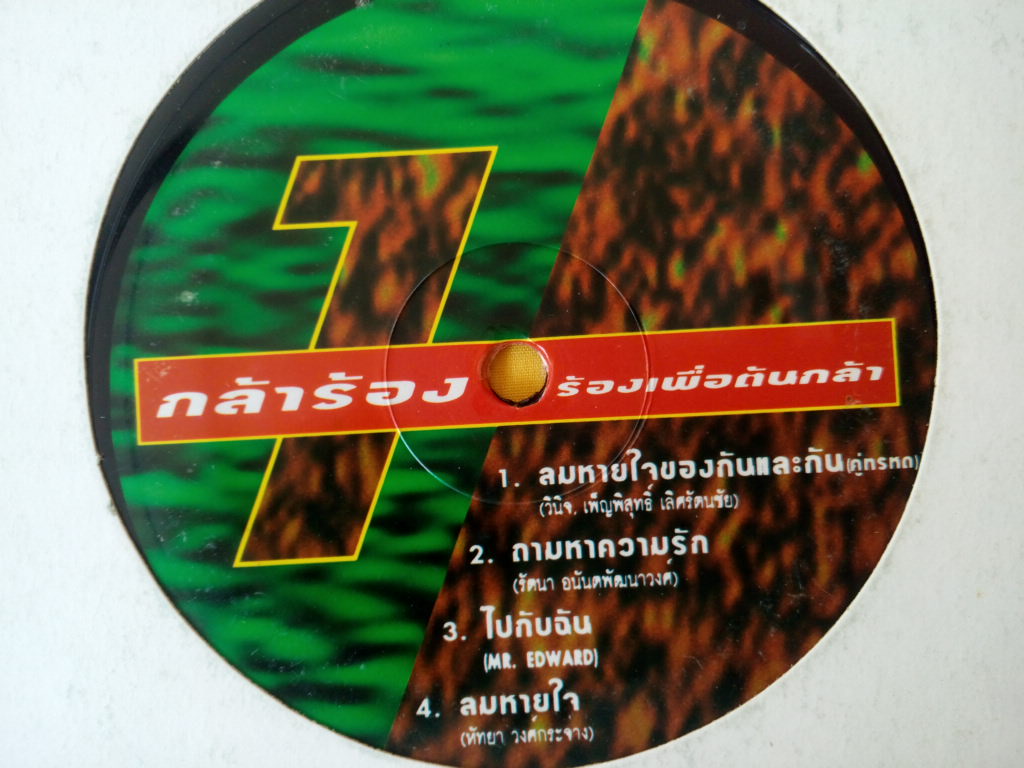 1
กล้าร้อง ร้องเพื่อต้นกล้า
1. ลมหายใจของกันและกัน (คู่ทรหด)
(วินิจ, เพ็ญพิสุทธิ์ เลิศรัตนชัย)
2. ถามหาความรัก
(รัตนา อนันตพัฒนาวงศ์)
3. ไปกับฉัน
(MR. EDWARD)
4. ลมหายใจ
(หัทยา วงศ์กระจ่าง)